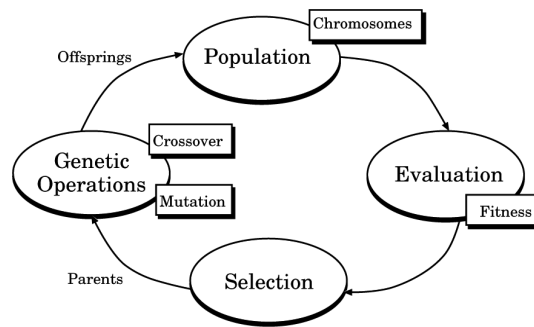 Chromosomes
Offsprings
Population
Crossover
Genetic
Operations
Mutation
Evaluation
Fitness
Parents
Selection